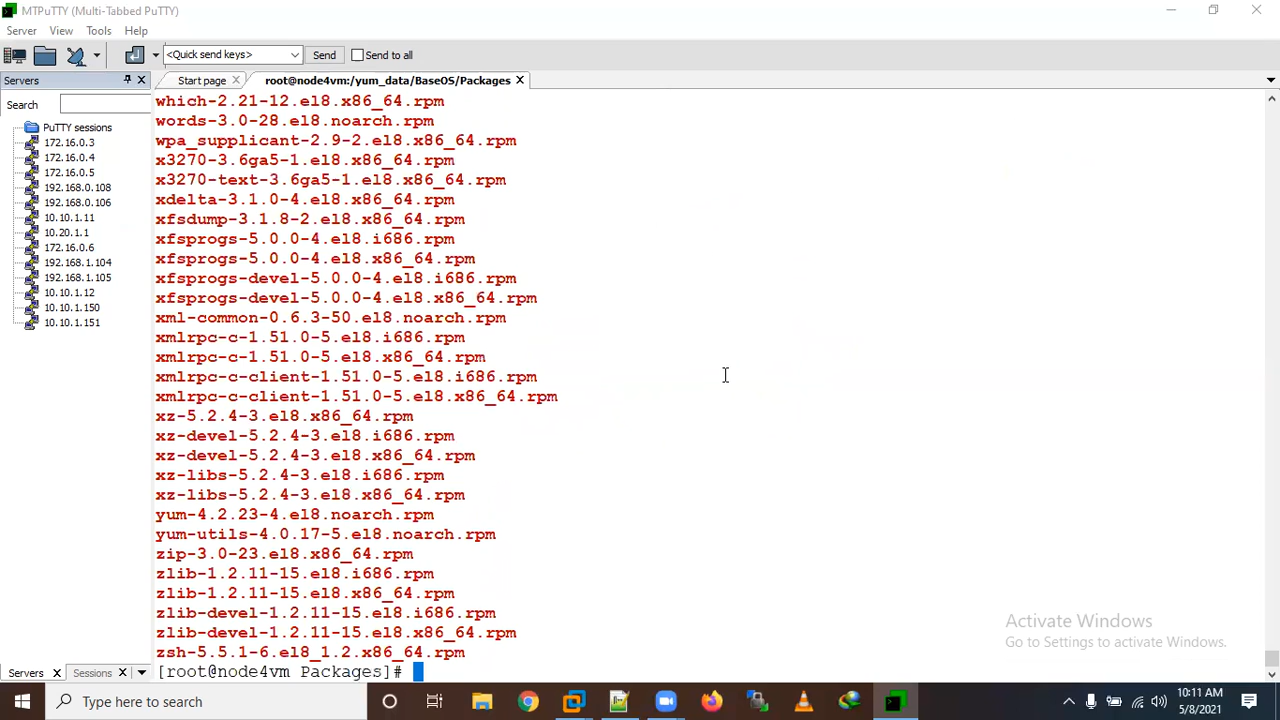 MTPuTTY (Multi-Tabbed PuTTY)
Server View Tools Help
<Quick send keys> Send Send to all
Servers
Start page
root@node4vm:/yum_data/BaseOS/Packages
Search
PuTTY sessions
172.16.0.3
172.16.0.4
172.16.0.5
192.168.0.108
192.168.0.106
10.10.1.11
10.20.1.1
172.16.0.6
192.168.1.104
192.168.1.105
10.10.1.12
10.10.1.150
10.10.1.151
which-2.21-12.el8.x86_64.rpm
words-3.0-28.el8.noarch.rpm
wpa_supplicant-2.9-2.el8.x86_64.rpm
x3270-3.6ga5-1.el8.x86_64.rpm
x3270-text-3.6ga5-1.el8.x86_64.rpm
xdelta-3.1.0-4.el8.x86_64.rpm
xfsdump-3.1.8-2.el8.x86_64.rpm
xfsprogs-5.0.0-4.el8.i686.rpm
xfsprogs-5.0.0-4.el8.x86_64.rpm
xfsprogs-devel-5.0.0-4.el8.i686.rpm
xfsprogs-devel-5.0.0-4.el8.x86_64.rpm
xml-common-0.6.3-50.el8.noarch.rpm
xmlrpc-c-1.51.0-5.el8.i686.rpm
xmlrpc-c-1.51.0-5.el8.x86_64.rpm
xmlrpc-c-client-1.51.0-5.el8.i686.rpm
xmlrpc-c-client-1.51.0-5.el8.x86_64.rpm
xz-5.2.4-3.el8.x86_64.rpm
xz-devel-5.2.4-3.el8.i686.rpm
xz-devel-5.2.4-3.el8.x86_64.rpm
xz-libs-5.2.4-3.el8.i686.rpm
xz-libs-5.2.4-3.el8.x86_64.rpm
yum-4.2.23-4.el8.noarch.rpm
yum-utils-4.0.17-5.el8.noarch.rpm
zip-3.0-23.el8.x86_64.rpm
zlib-1.2.11-15.el8.i686.rpm
zlib-1.2.11-15.el8.x86_64.rpm
zlib-devel-1.2.11-15.el8.i686.rpm
zlib-devel-1.2.11-15.el8.x86_64.rpm
zsh-5.5.1-6.el8_1.2.x86_64.rpm
[root@node4vm Packages]#
Activate Windows
Go to Settings to activate Windows.
Servers Sessions
Type here to search
10:11 AM
5/8/2021